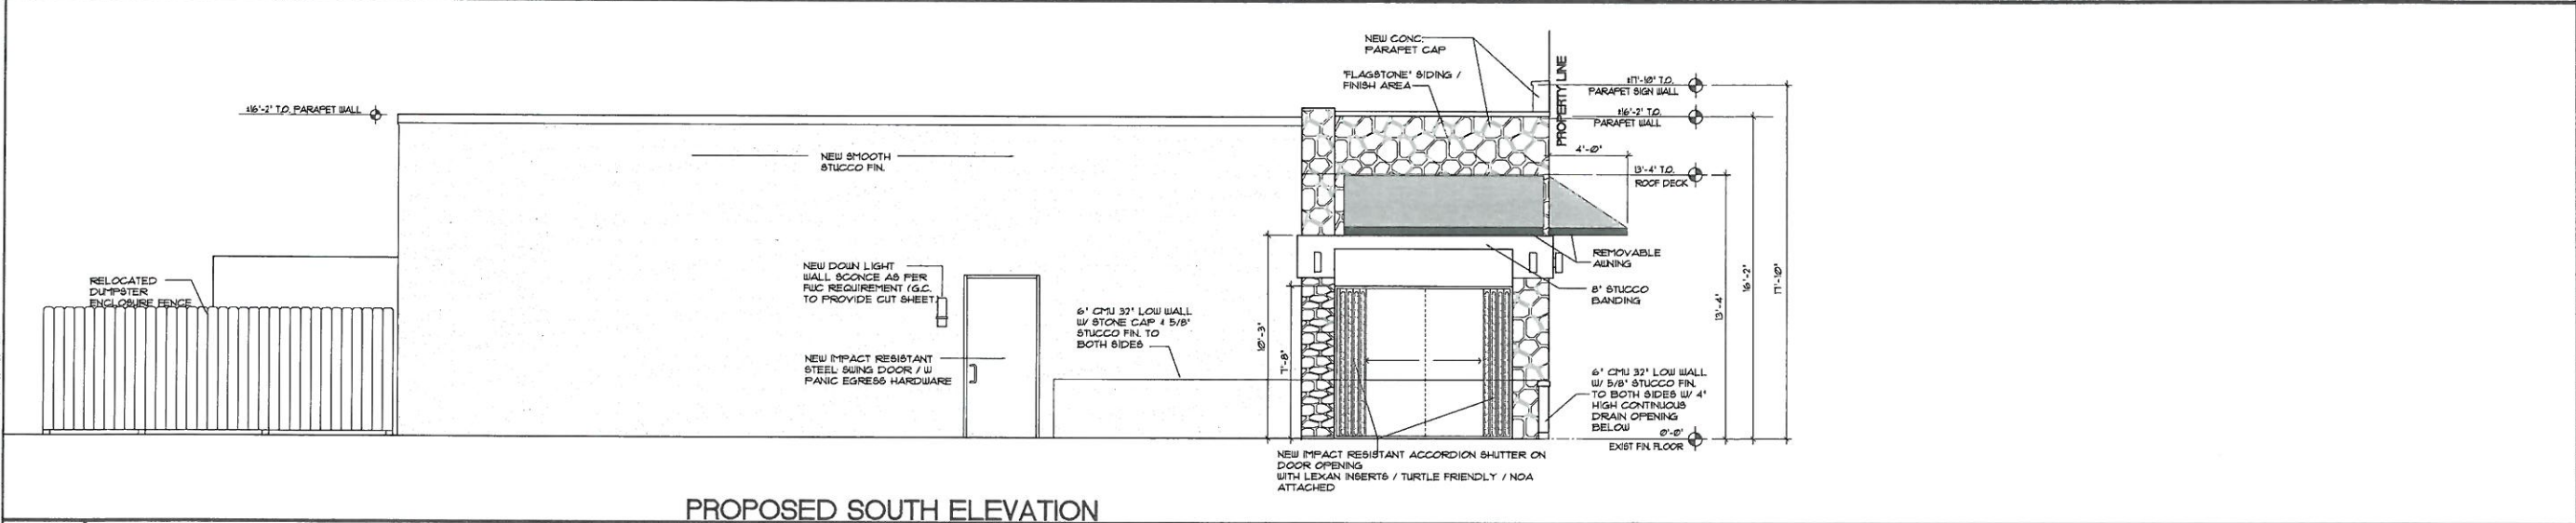 NEW CONC.
PARAPET CAP
"FLAGSTONE" SIDING /
FINISH AREA
PROPERTY LINE
±17'-10" T.O.
PARAPET SIGN WALL
±16'-2" T.O.
PARAPET WALL
4'-0"
13'-4" T.O.
ROOF DECK
±16'-2" T.O. PARAPET WALL
NEW SMOOTH
STUCCO FIN.
RELOCATED
DUMPSTER
ENCLOSURE FENCE
NEW DOWN LIGHT
WALL SCONCE AS PER
FWC REQUIREMENT (G.C.
TO PROVIDE CUT SHEET)
NEW IMPACT RESISTANT
STEEL SWING DOOR / W
PANIC EGRESS HARDWARE
6" CMU 32" LOW WALL
W/ STONE CAP & 5/8"
STUCCO FIN. TO
BOTH SIDES
10'-3"
7'-8"
REMOVABLE
AWNING
8" STUCCO
BANDING
13'-4"
16'-2"
17'-10"
6" CMU 32" LOW WALL
W/ 5/8" STUCCO FIN.
TO BOTH SIDES W/ 4"
HIGH CONTINUOUS
DRAIN OPENING
BELOW
0'-0"
EXIST FIN. FLOOR
NEW IMPACT RESISTANT ACCORDION SHUTTER ON
DOOR OPENING
WITH LEXAN INSERTS / TURTLE FRIENDLY / NOA
ATTACHED
PROPOSED SOUTH ELEVATION